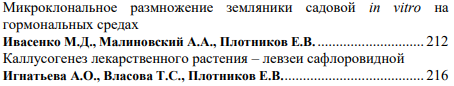 Микроклональное размножение земляники садовой in vitro на
гормональных средах
Ивасенко М.Д., Малиновский А.А., Плотников Е.В. ............................ 212
Каллусогенез лекарственного растения – левзеи сафлоровидной
Игнатьева А.О., Власова Т.С., Плотников Е.В. .................................... 216